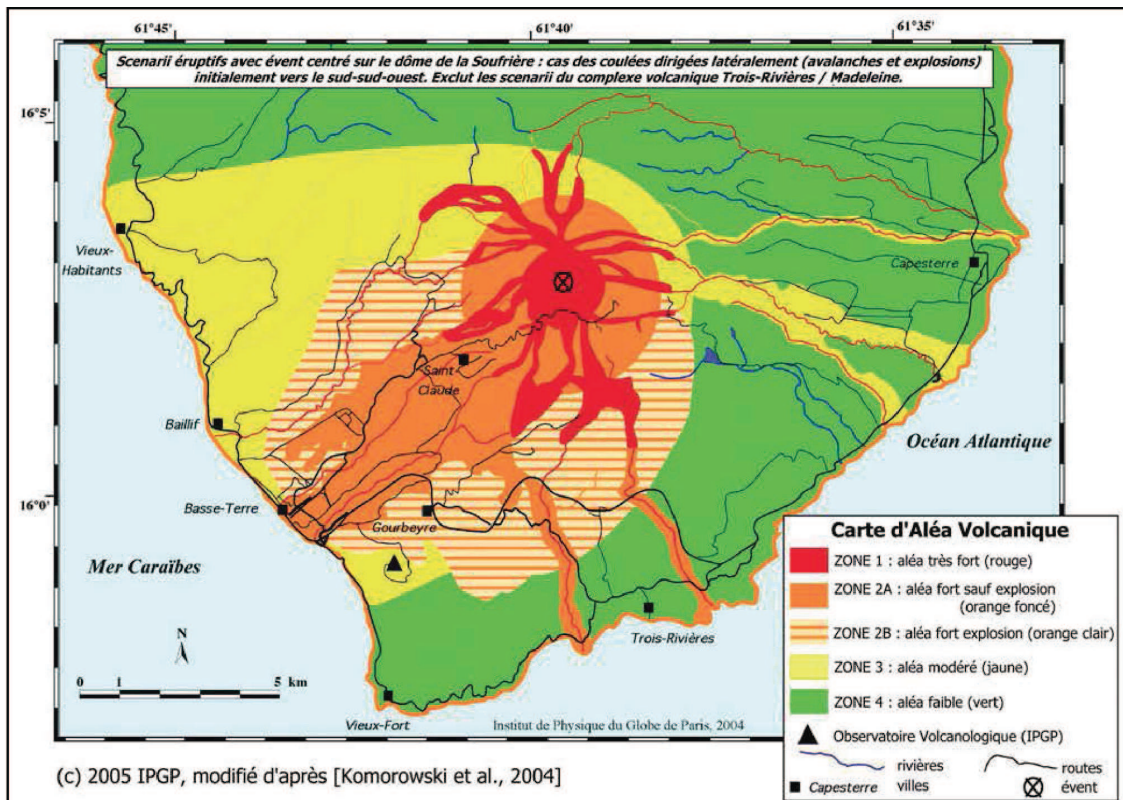 61°45'
61°40'
61°35'
Scenarii éruptifs avec évent centré sur le dôme de la Soufrière : cas des coulées dirigées latéralement (avalanches et explosions)
initialement vers le sud-sud-ouest. Exclut les scenarii du complexe volcanique Trois-Rivières / Madeleine.
16°5'
Vieux-
Habitants
Capesterre
Saint
Claude
Baillif
Océan Atlantique
16°0'
Basse-Terre
Gourbeyre
Mer Caraïbes
Trois-Rivières
N
0 1 5 km
Vieux-Fort
Institut de Physique du Globe de Paris, 2004
Carte d'Aléa Volcanique
ZONE 1 : aléa très fort (rouge)
ZONE 2A : aléa fort sauf explosion
(orange foncé)
ZONE 2B : aléa fort explosion (orange clair)
ZONE 3 : aléa modéré (jaune)
ZONE 4 : aléa faible (vert)
Observatoire Volcanologique (IPGP)
rivières
routes
Capesterre villes
évent
(c) 2005 IPGP, modifié d'après [Komorowski et al., 2004]